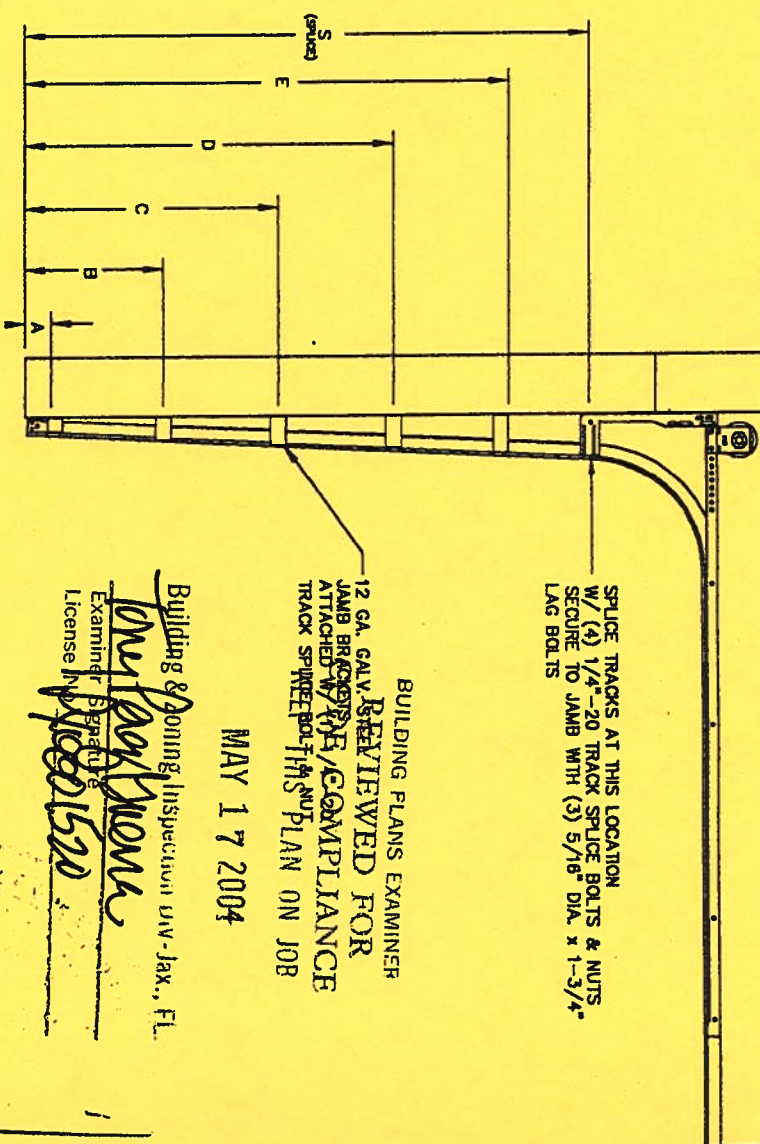 S
(SPLICE)
E
D
C
B
A
SPLICE TRACKS AT THIS LOCATION
W/ (4) 1/4"-20 TRACK SPLICE BOLTS & NUTS
SECURE TO JAMB WITH (3) 5/16" DIA. x 1-3/4"
LAG BOLTS
12 GA. GALV. STEEL
JAMB BRACKETS
ATTACHED W/
TRACK SPLICE BOLT & NUT
BUILDING PLANS EXAMINER
REVIEWED FOR
CODE COMPLIANCE
KEEP THIS PLAN ON JOB
MAY 17 2004
Building & Zoning Inspection Div-Jax., FL.
Examiner Signature
License No.